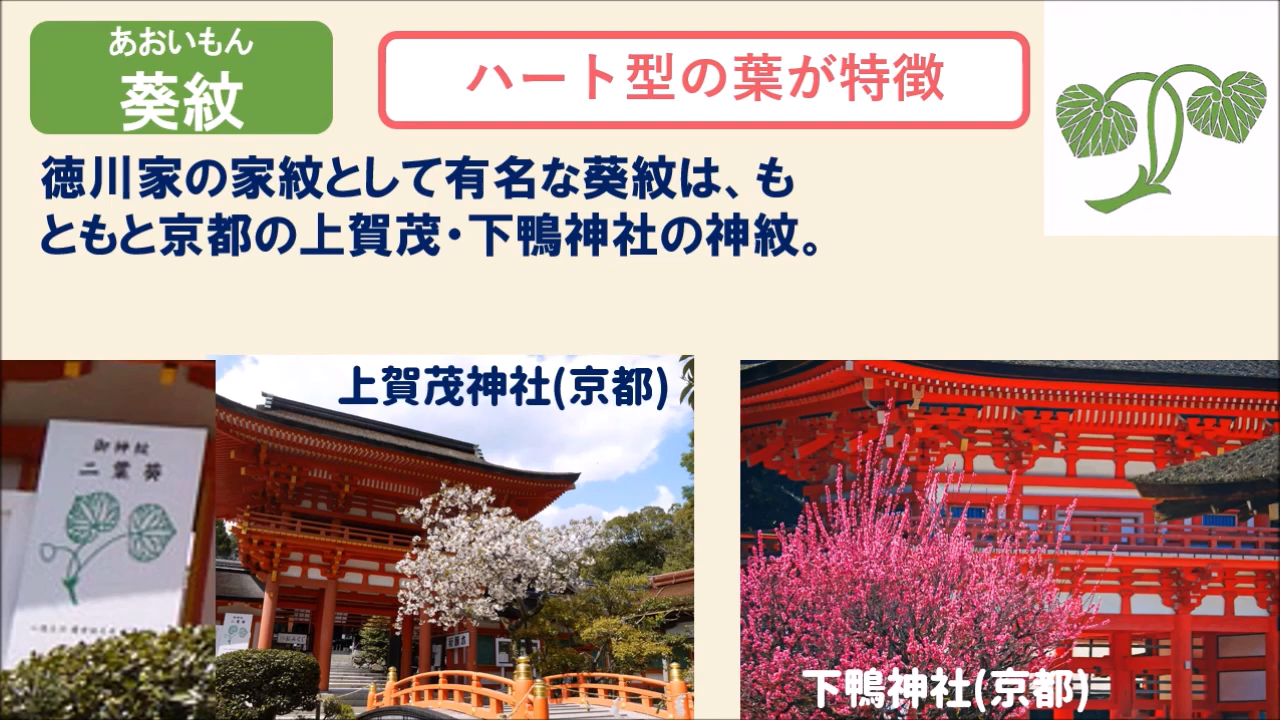 あおいもん
葵紋
ハート型の葉が特徴
徳川家の家紋として有名な葵紋は、も
ともと京都の上賀茂・下鴨神社の神紋。
御神紋
二葉葵
上賀茂神社(京都)
下鴨神社(京都)